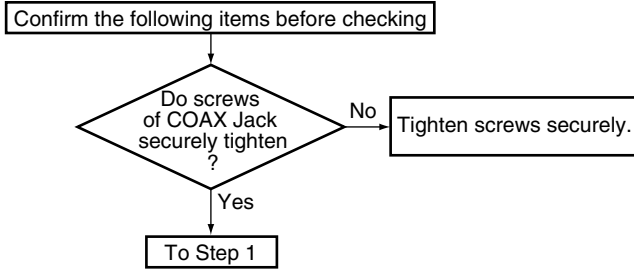 Confirm the following items before checking
Do screws
of COAX Jack
securely tighten
?
No
Tighten screws securely.
Yes
To Step 1